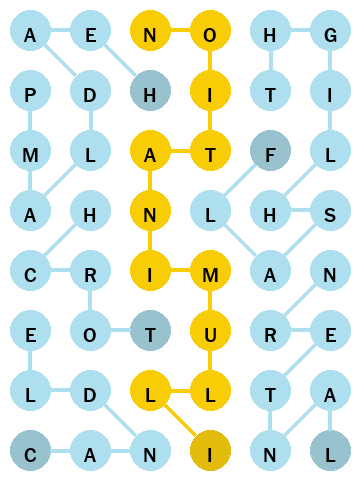 A E N O H G
P D H I T I
M L A T F L
A H N L H S
C R I M A N
E O T U R E
L D L L T A
C A N I N L